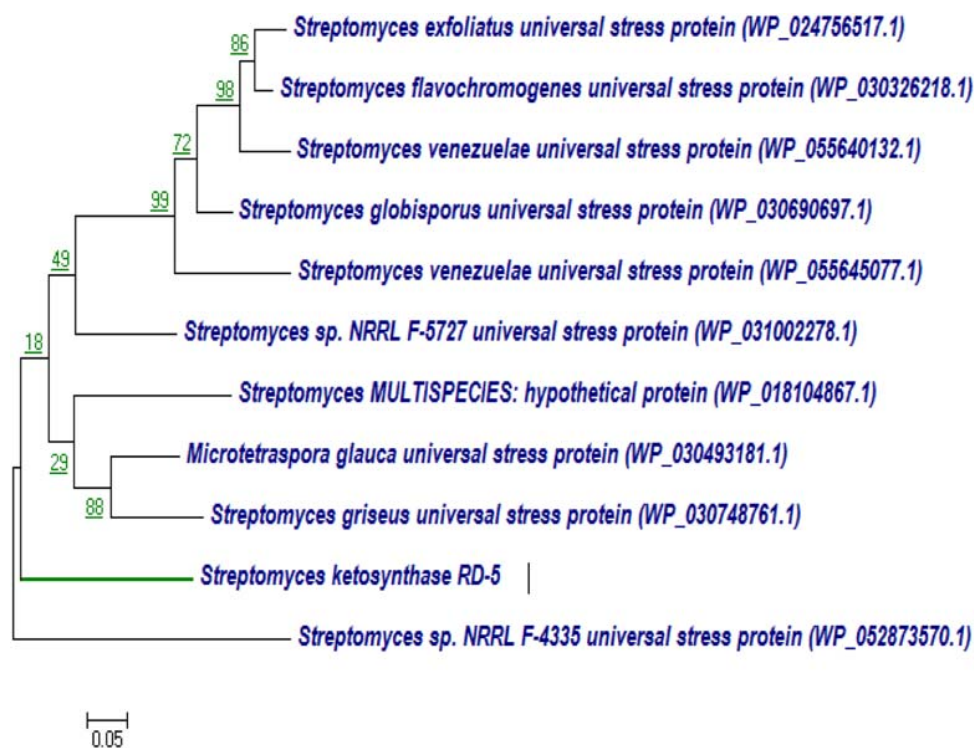 Streptomyces exfoliatus universal stress protein (WP_024756517.1)
86
Streptomyces flavochromogenes universal stress protein (WP_030326218.1)
98
Streptomyces venezuelae universal stress protein (WP_055640132.1)
72
Streptomyces globisporus universal stress protein (WP_030690697.1)
99
Streptomyces venezuelae universal stress protein (WP_055645077.1)
49
Streptomyces sp. NRRL F-5727 universal stress protein (WP_031002278.1)
18
Streptomyces MULTISPECIES: hypothetical protein (WP_018104867.1)
Microtetraspora glauca universal stress protein (WP_030493181.1)
29
88
Streptomyces griseus universal stress protein (WP_030748761.1)
Streptomyces ketosynthase RD-5
Streptomyces sp. NRRL F-4335 universal stress protein (WP_052873570.1)
0.05